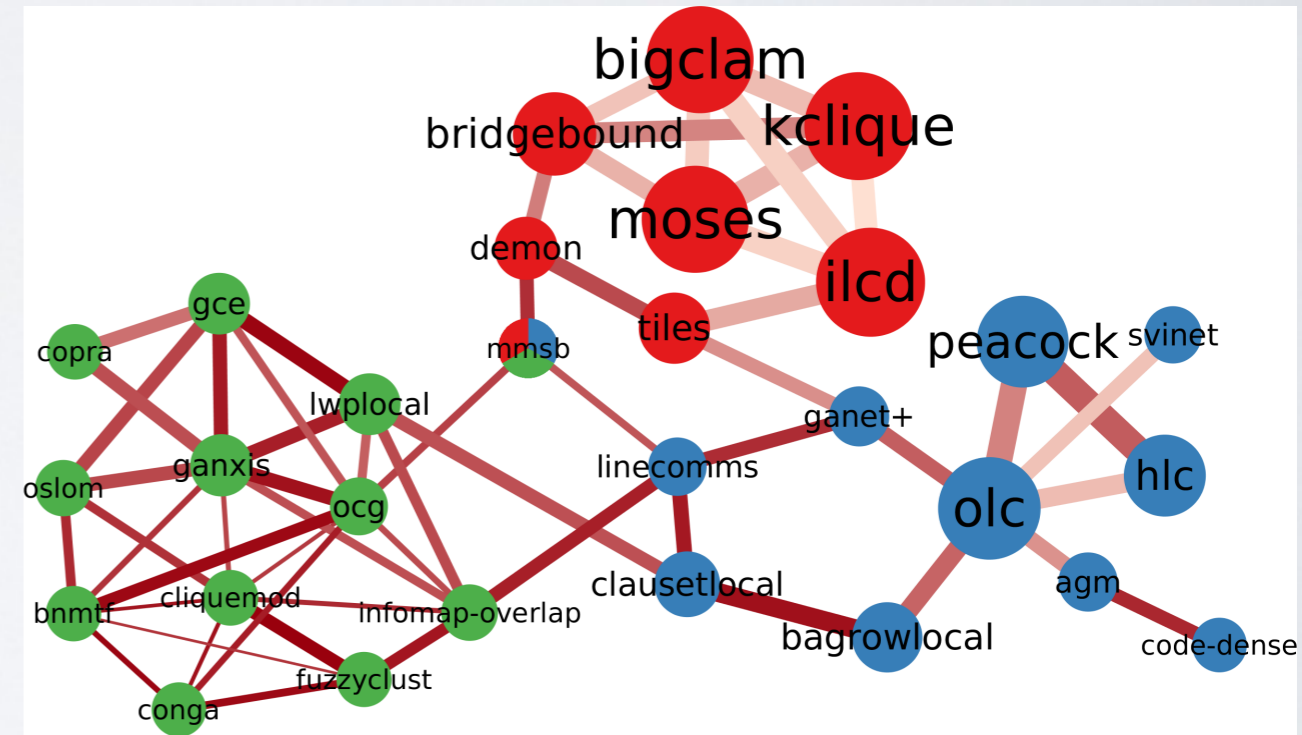 bigclam
kclique
bridgebound
moses
demon
ilcd
gce
tiles
peacock
svinet
copra
mmsb
lwplocal
ganet+
ganxis
linecomms
hlc
oslom
ocg
olc
clausetlocal
agm
cliquemod
bnmtf
infomap-overlap
bagrowlocal
code-dense
fuzzyclust
conga